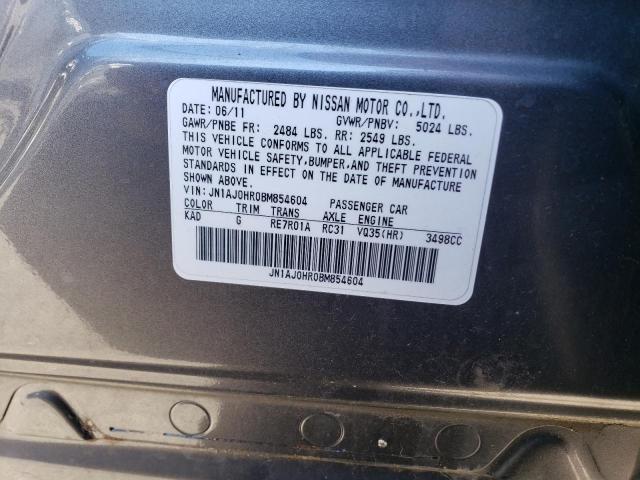 MANUFACTURED BY NISSAN MOTOR CO.,LTD.
DATE: 06/11 GVWR/PNBV: 5024 LBS.
GAWR/PNBE FR: 2484 LBS. RR: 2549 LBS.
THIS VEHICLE CONFORMS TO ALL APPLICABLE FEDERAL
MOTOR VEHICLE SAFETY,BUMPER,AND THEFT PREVENTION
STANDARDS IN EFFECT ON THE DATE OF MANUFACTURE
SHOWN ABOVE.
VIN: JN1AJ0HR0BM854604 PASSENGER CAR
COLOR TRIM TRANS AXLE ENGINE
KAD G RE7R01A RC31 VQ35(HR) 3498CC
JN1AJ0HR0BM854604